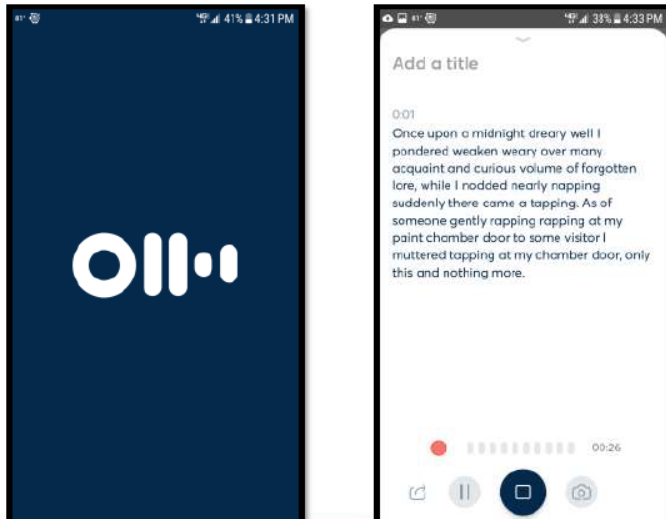 81°
41% 4:31 PM
81°
38% 4:33 PM
Add a title
0:01
Once upon a midnight dreary well I
pondered weaken weary over many
acquaint and curious volume of forgotten
lore, while I nodded nearly napping
suddenly there came a tapping. As of
someone gently rapping rapping at my
paint chamber door to some visitor I
muttered tapping at my chamber door, only
this and nothing more.
00:26